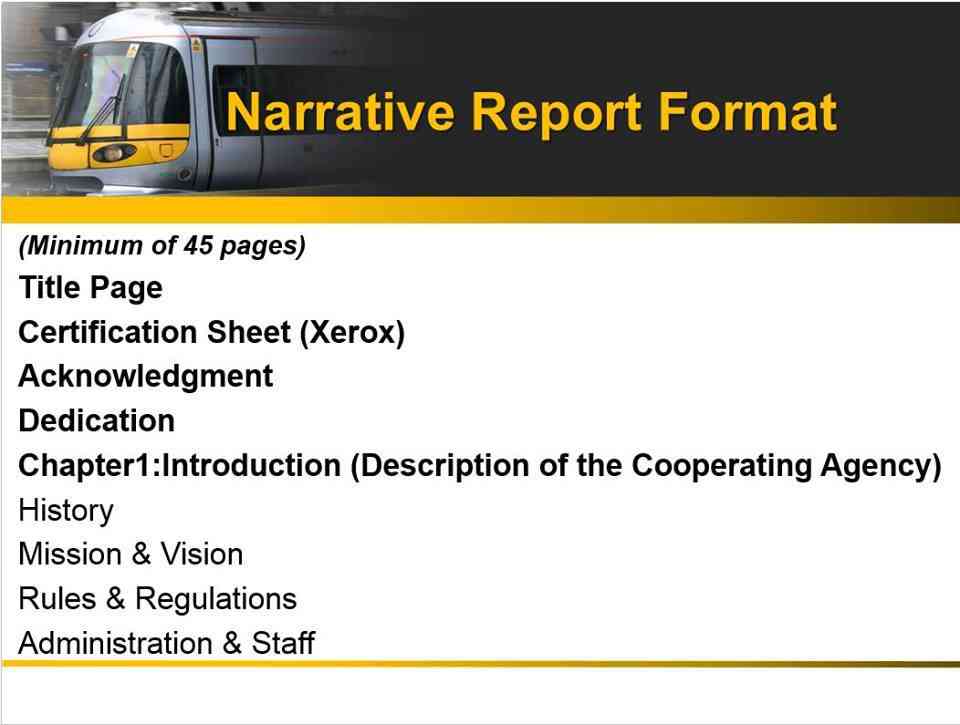 Narrative Report Format
(Minimum of 45 pages)
Title Page
Certification Sheet (Xerox)
Acknowledgment
Dedication
Chapter1:Introduction (Description of the Cooperating Agency)
History
Mission & Vision
Rules & Regulations
Administration & Staff